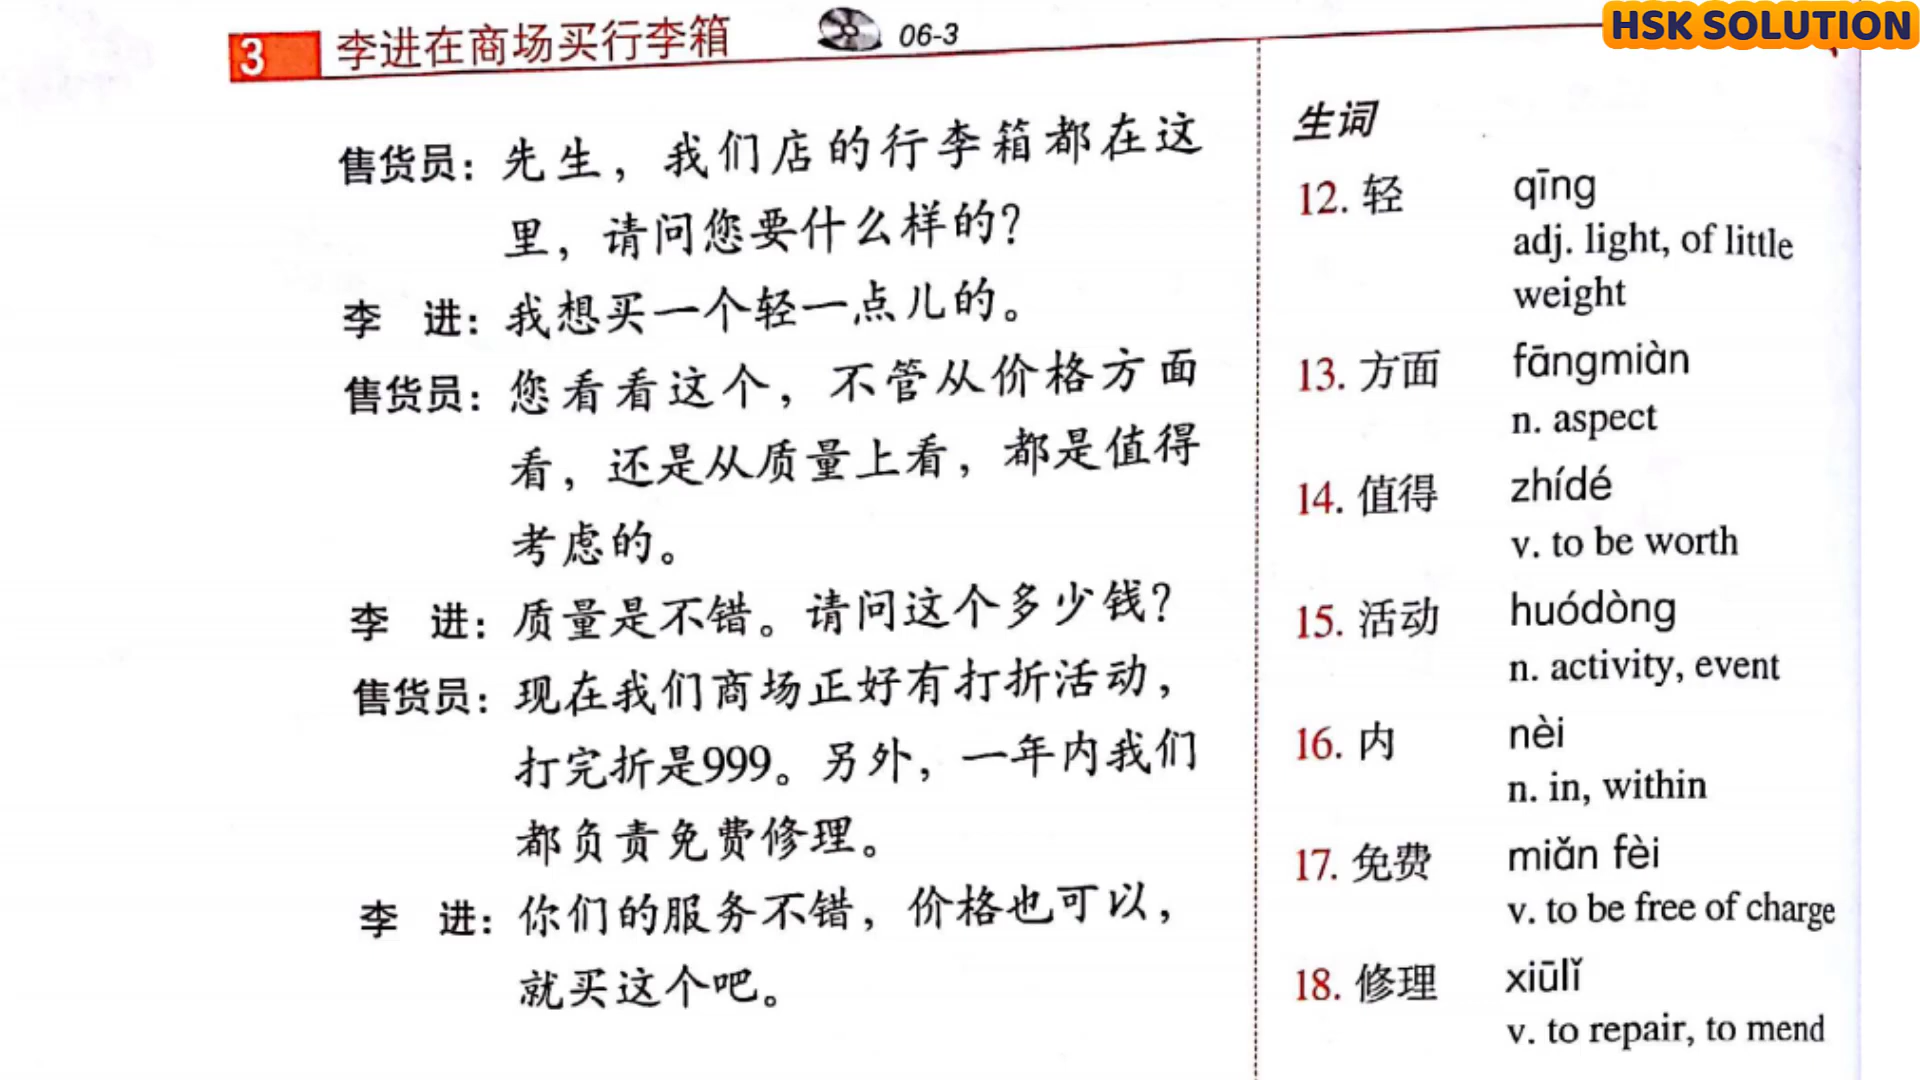 HSK SOLUTION
3 李进在商场买行李箱 06-3
售货员：先生，我们店的行李箱都在这
里，请问您要什么样的？
李 进：我想买一个轻一点儿的。
售货员：您看看这个，不管从价格方面
看，还是从质量上看，都是值得
考虑的。
李 进：质量是不错。请问这个多少钱？
售货员：现在我们商场正好有打折活动，
打完折是999。另外，一年内我们
都负责免费修理。
李 进：你们的服务不错，价格也可以，
就买这个吧。
生词
12. 轻 qīng
adj. light, of little
weight
13. 方面 fāngmiàn
n. aspect
14. 值得 zhídé
v. to be worth
15. 活动 huódòng
n. activity, event
16. 内 nèi
n. in, within
17. 免费 miǎn fèi
v. to be free of charge
18. 修理 xiūlǐ
v. to repair, to mend